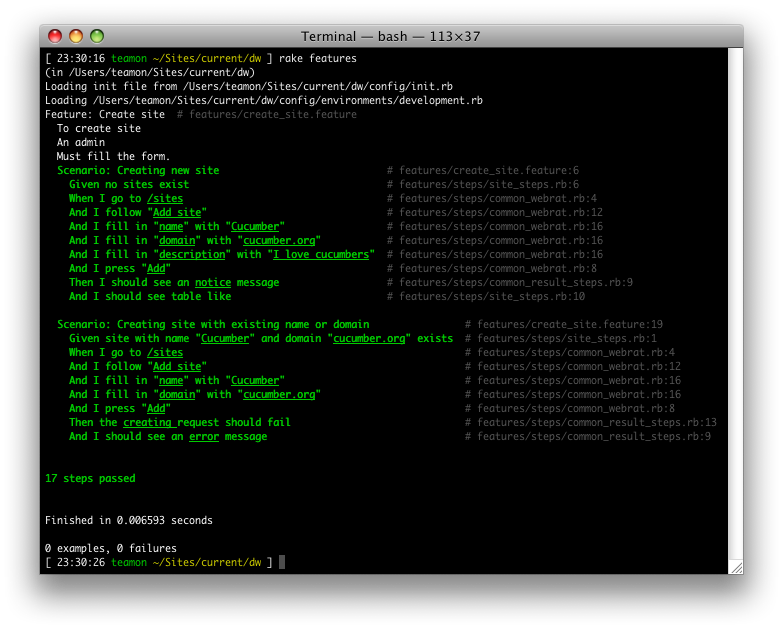 Terminal — bash — 113×37
[ 23:30:16 teamon ~/Sites/current/dw ] rake features
(in /Users/teamon/Sites/current/dw)
Loading init file from /Users/teamon/Sites/current/dw/config/init.rb
Loading /Users/teamon/Sites/current/dw/config/environments/development.rb
Feature: Create site  # features/create_site.feature
  To create site
  An admin
  Must fill the form.
  Scenario: Creating new site                            # features/create_site.feature:6
    Given no sites exist                                 # features/steps/site_steps.rb:6
    When I go to /sites                                  # features/steps/common_webrat.rb:4
    And I follow "Add site"                              # features/steps/common_webrat.rb:12
    And I fill in "name" with "Cucumber"                 # features/steps/common_webrat.rb:16
    And I fill in "domain" with "cucumber.org"           # features/steps/common_webrat.rb:16
    And I fill in "description" with "I love cucumbers"  # features/steps/common_webrat.rb:16
    And I press "Add"                                    # features/steps/common_webrat.rb:8
    Then I should see an notice message                  # features/steps/common_result_steps.rb:9
    And I should see table like                          # features/steps/site_steps.rb:10
  Scenario: Creating site with existing name or domain                # features/create_site.feature:19
    Given site with name "Cucumber" and domain "cucumber.org" exists  # features/steps/site_steps.rb:1
    When I go to /sites                                               # features/steps/common_webrat.rb:4
    And I follow "Add site"                                           # features/steps/common_webrat.rb:12
    And I fill in "name" with "Cucumber"                              # features/steps/common_webrat.rb:16
    And I fill in "domain" with "cucumber.org"                        # features/steps/common_webrat.rb:16
    And I press "Add"                                                 # features/steps/common_webrat.rb:8
    Then the creating request should fail                             # features/steps/common_result_steps.rb:13
    And I should see an error message                                 # features/steps/common_result_steps.rb:9
17 steps passed
Finished in 0.006593 seconds
0 examples, 0 failures
[ 23:30:26 teamon ~/Sites/current/dw ]